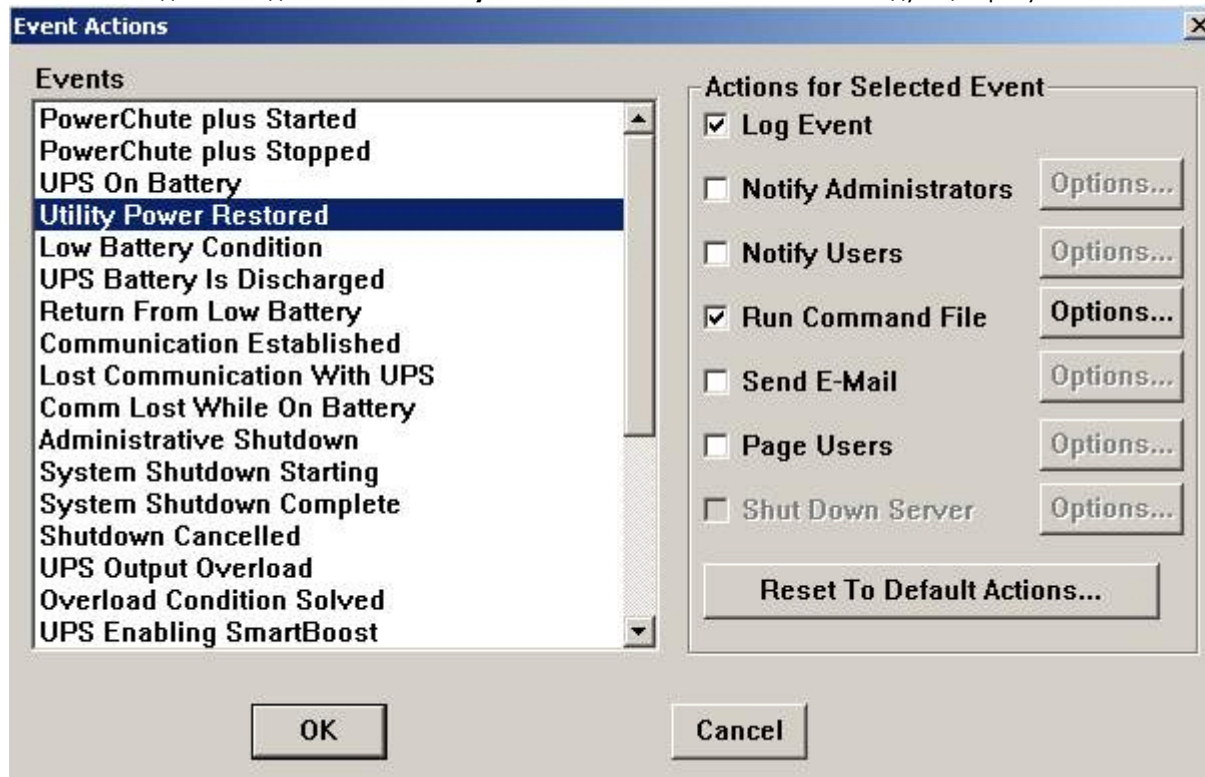 Event Actions
Events
PowerChute plus Started
PowerChute plus Stopped
UPS On Battery
Utility Power Restored
Low Battery Condition
UPS Battery Is Discharged
Return From Low Battery
Communication Established
Lost Communication With UPS
Comm Lost While On Battery
Administrative Shutdown
System Shutdown Starting
System Shutdown Complete
Shutdown Cancelled
UPS Output Overload
Overload Condition Solved
UPS Enabling SmartBoost
Actions for Selected Event
Log Event
Notify Administrators Options...
Notify Users Options...
Run Command File Options...
Send E-Mail Options...
Page Users Options...
Shut Down Server Options...
Reset To Default Actions...
OK Cancel